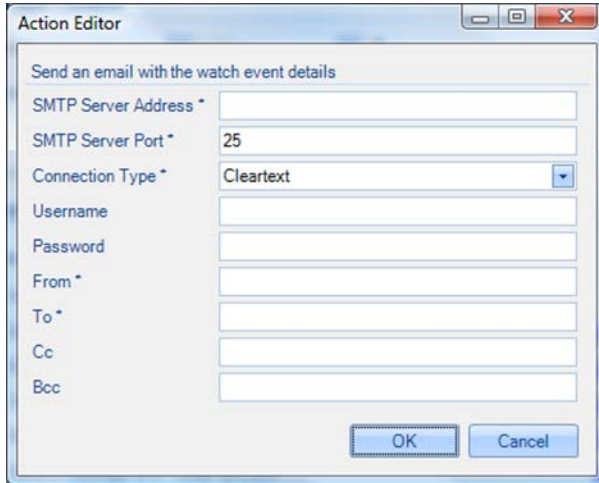 Action Editor
Send an email with the watch event details
SMTP Server Address *
SMTP Server Port * 25
Connection Type * Cleartext
Username
Password
From *
To *
Cc
Bcc
OK Cancel